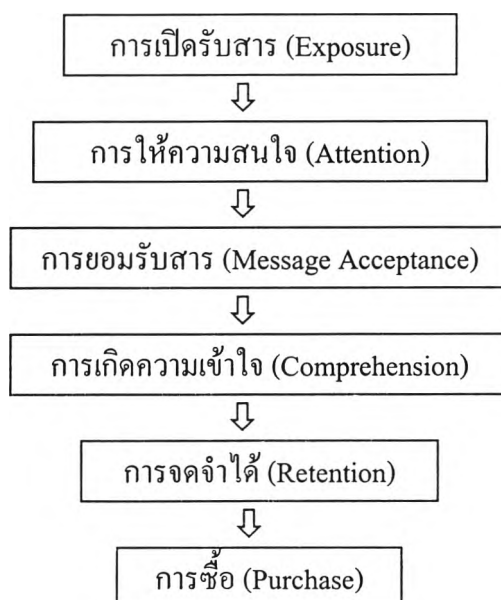 การเปิดรับสาร (Exposure)
การให้ความสนใจ (Attention)
การยอมรับสาร (Message Acceptance)
การเกิดความเข้าใจ (Comprehension)
การจดจำได้ (Retention)
การซื้อ (Purchase)